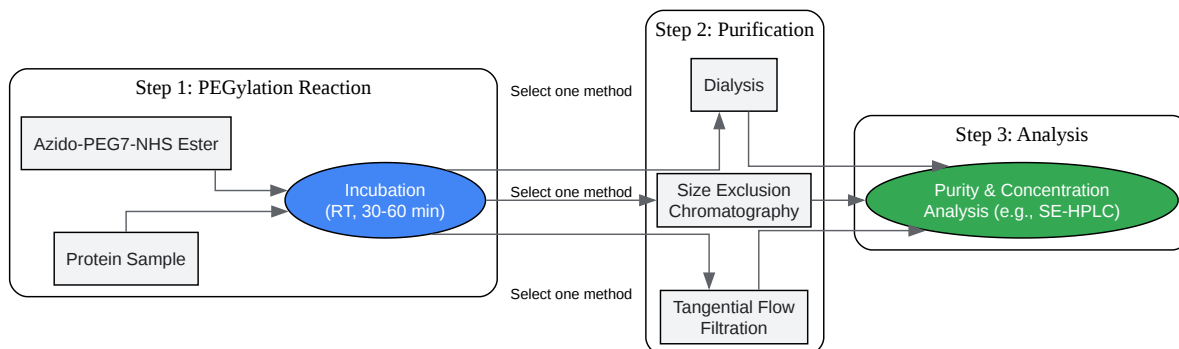 Step 1: PEGylation Reaction
Azido-PEG7-NHS Ester
Protein Sample
Incubation
(RT, 30-60 min)
Select one method
Select one method
Select one method
Step 2: Purification
Dialysis
Size Exclusion
Chromatography
Tangential Flow
Filtration
Step 3: Analysis
Purity & Concentration
Analysis (e.g., SE-HPLC)